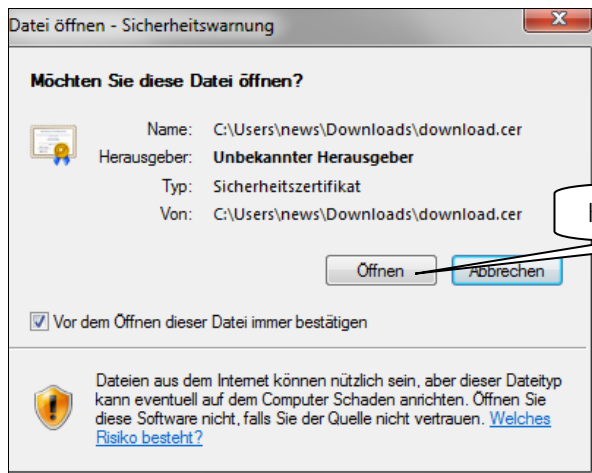 Datei öffnen - Sicherheitswarnung
Möchten Sie diese Datei öffnen?
Name: C:\Users\news\Downloads\download.cer
Herausgeber: Unbekannter Herausgeber
Typ: Sicherheitszertifikat
Von: C:\Users\news\Downloads\download.cer
Öffnen Abbrechen
Vor dem Öffnen dieser Datei immer bestätigen
Dateien aus dem Internet können nützlich sein, aber dieser Dateityp
kann eventuell auf dem Computer Schaden anrichten. Öffnen Sie
diese Software nicht, falls Sie der Quelle nicht vertrauen. Welches
Risiko besteht?